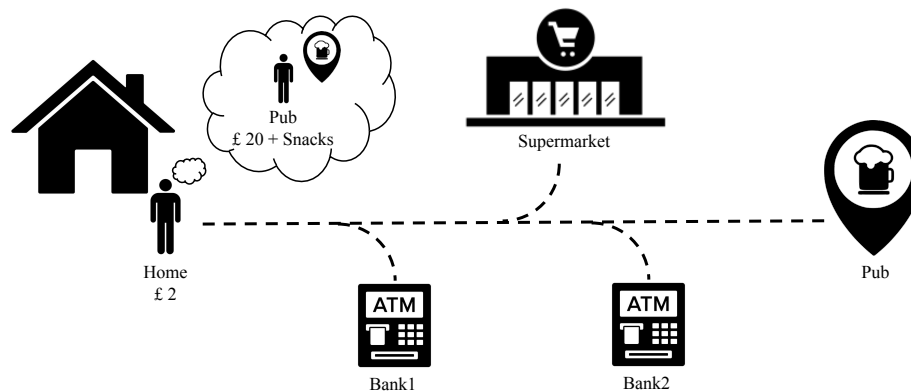 Pub
£ 20 + Snacks
Supermarket
Home
£ 2
Pub
ATM
Bank1
ATM
Bank2